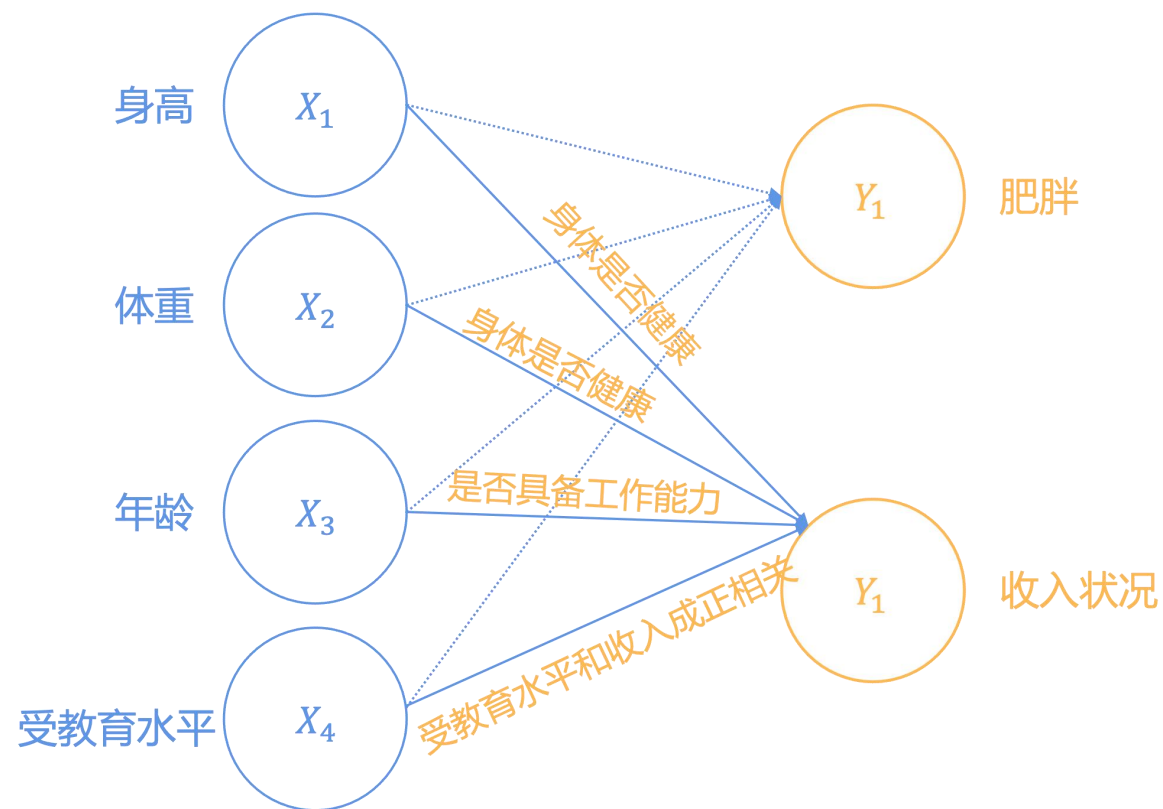 身高
X₁
体重
X₂
年龄
X₃
受教育水平
X₄
身体是否健康
身体是否健康
是否具备工作能力
受教育水平和收入成正相关
Y₁
肥胖
Y₁
收入状况